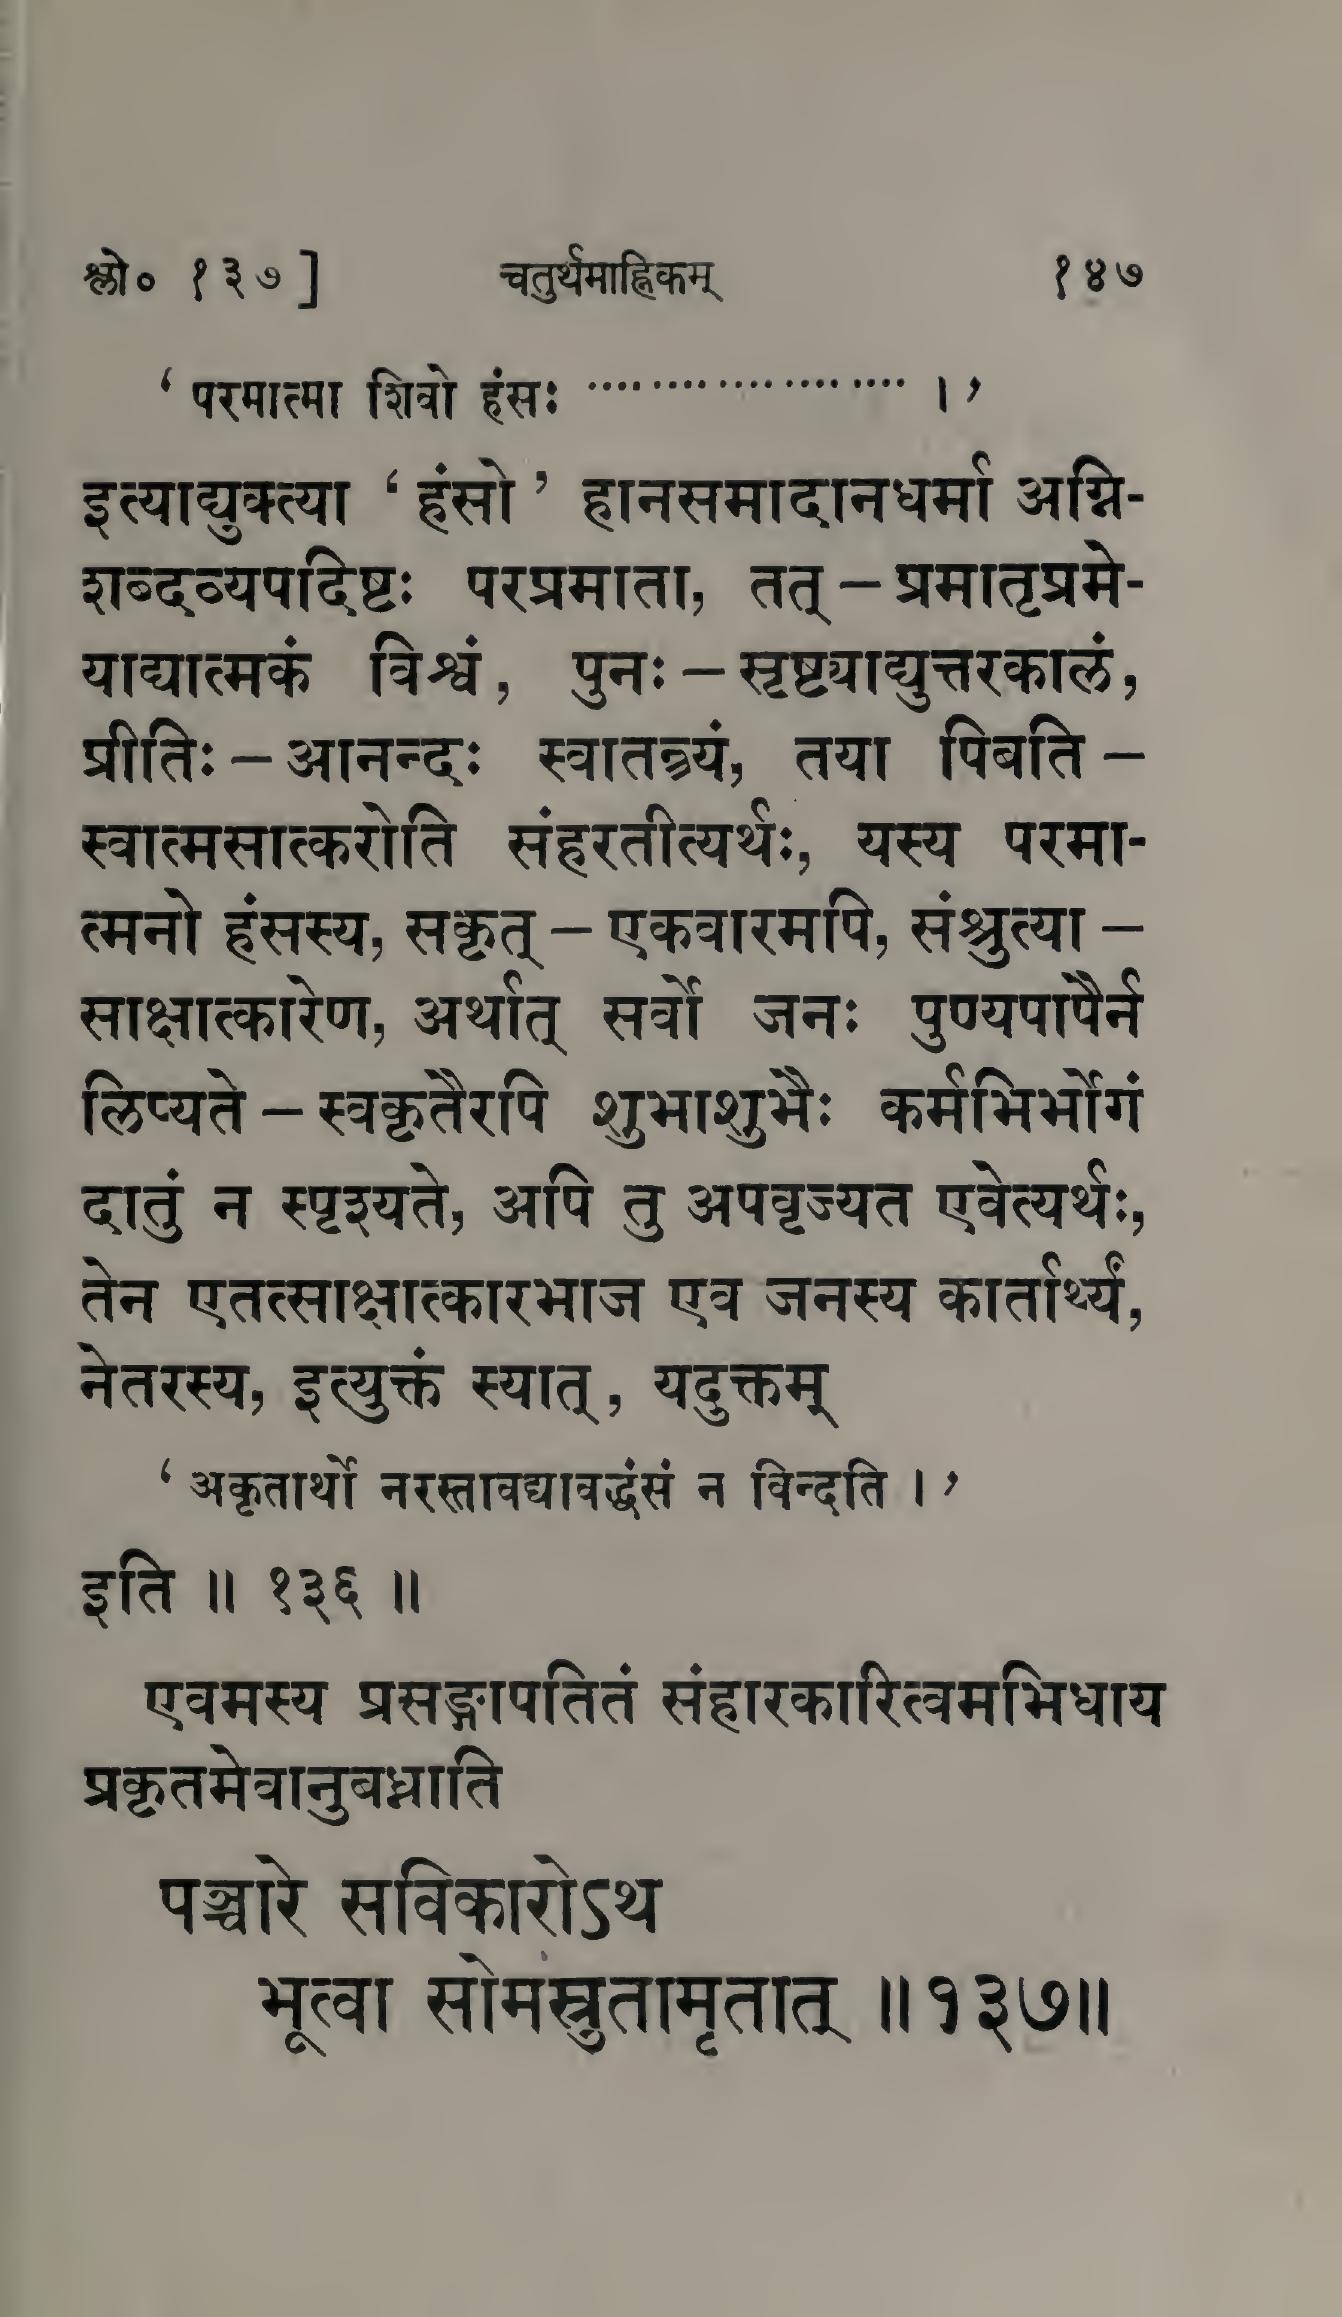 श्लो० १३७] चतुर्थमाह्निकम् १४७
‘परमात्मा शिवो हंसः ···················· ।’
इत्याद्युक्त्या ‘हंसो’ हानसमादानधर्मा अग्नि-
शब्दव्यपदिष्टः परप्रमाता, तत् – प्रमातृप्रमे-
याद्यात्मकं विश्वं, पुनः – सृष्ट्याद्युत्तरकालं,
प्रीतिः – आनन्दः स्वातन्त्र्यं, तया पिबति –
स्वात्मसात्करोति संहरतीत्यर्थः, यस्य परमा-
त्मनो हंसस्य, सकृत् – एकवारमपि, संश्रुत्या –
साक्षात्कारेण, अर्थात् सर्वो जनः पुण्यपापैर्न
लिप्यते – स्वकृतैरपि शुभाशुभैः कर्मभिर्भोगं
दातुं न स्पृश्यते, अपि तु अपवृज्यत एवेत्यर्थः,
तेन एतत्साक्षात्कारभाज एव जनस्य कार्तार्थ्यं,
नेतरस्य, इत्युक्तं स्यात्, यदुक्तम्
‘अकृतार्थो नरस्तावद्यावद्धंसं न विन्दति ।’
इति ॥ १३६ ॥
एवमस्य प्रसङ्गापतितं संहारकारित्वमभिधाय
प्रकृतमेवानुबध्नाति
पञ्चारे सविकारोऽथ
भूत्वा सोमस्रुतामृतात् ॥१३७॥